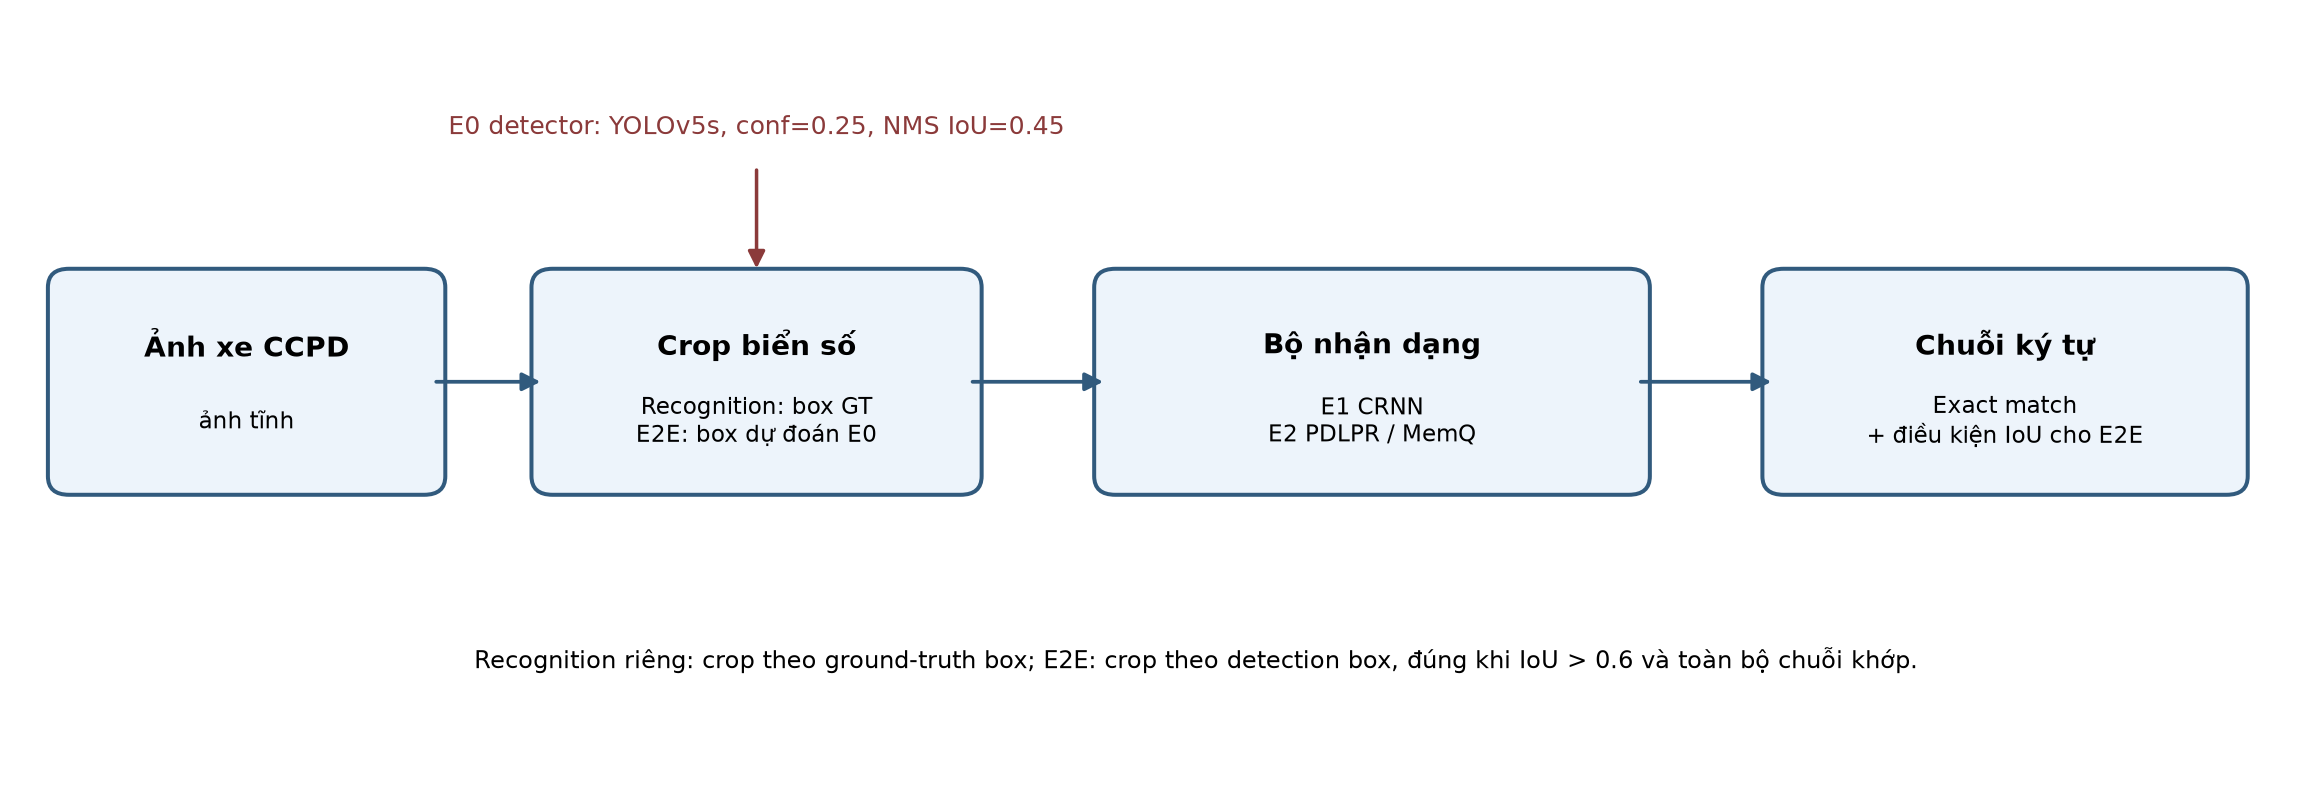 E0 detector: YOLOv5s, conf=0.25, NMS IoU=0.45
Ảnh xe CCPD
ảnh tĩnh
Crop biển số
Recognition: box GT
E2E: box dự đoán E0
Bộ nhận dạng
E1 CRNN
E2 PDLPR / MemQ
Chuỗi ký tự
Exact match
+ điều kiện IoU cho E2E
Recognition riêng: crop theo ground-truth box; E2E: crop theo detection box, đúng khi IoU > 0.6 và toàn bộ chuỗi khớp.